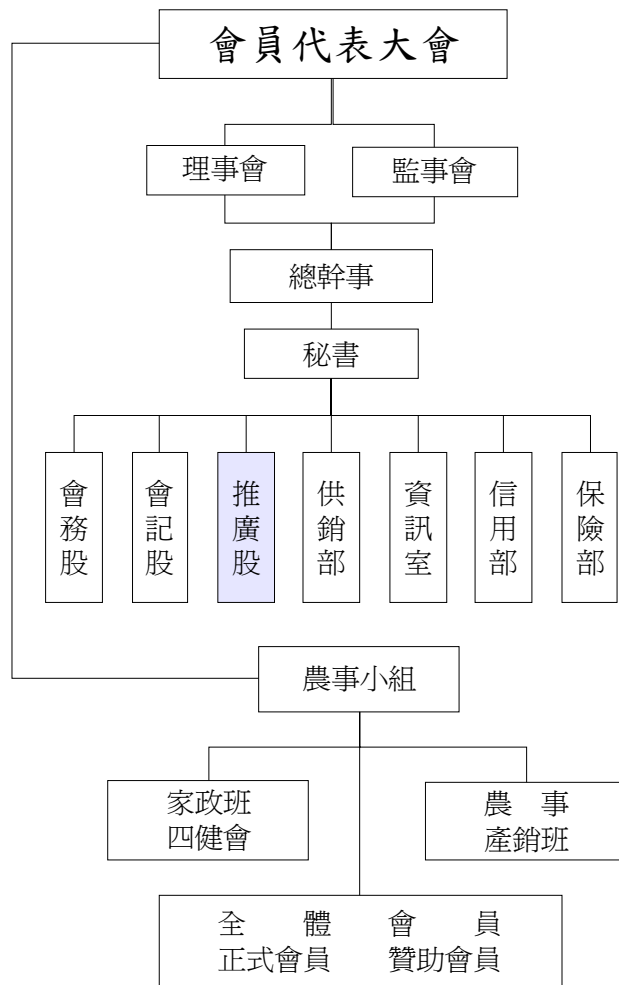 會員代表大會
理事會
監事會
總幹事
秘書
會務股
會記股
推廣股
供銷部
資訊室
信用部
保險部
農事小組
家政班
四健會
農　事
產銷班
全　體　會　員
正式會員　贊助會員